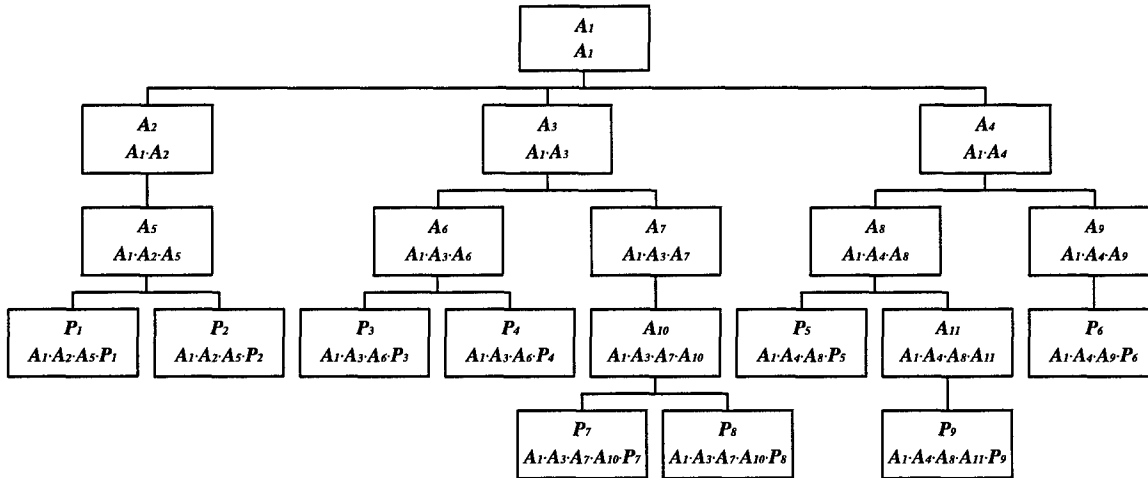 A₁
A₁
A₂
A₁·A₂
A₃
A₁·A₃
A₄
A₁·A₄
A₅
A₁·A₂·A₅
A₆
A₁·A₃·A₆
A₇
A₁·A₃·A₇
A₈
A₁·A₄·A₈
A₉
A₁·A₄·A₉
P₁
A₁·A₂·A₅·P₁
P₂
A₁·A₂·A₅·P₂
P₃
A₁·A₃·A₆·P₃
P₄
A₁·A₃·A₆·P₄
A₁₀
A₁·A₃·A₇·A₁₀
P₅
A₁·A₄·A₈·P₅
A₁₁
A₁·A₄·A₈·A₁₁
P₆
A₁·A₄·A₉·P₆
P₇
A₁·A₃·A₇·A₁₀·P₇
P₈
A₁·A₃·A₇·A₁₀·P₈
P₉
A₁·A₄·A₈·A₁₁·P₉